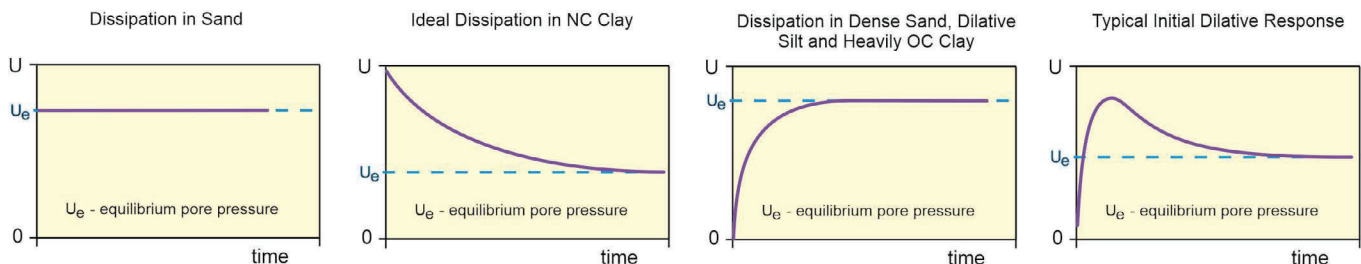 Dissipation in Sand
U
Ue
Ue - equilibrium pore pressure
0
time
Ideal Dissipation in NC Clay
U
Ue
Ue - equilibrium pore pressure
0
time
Dissipation in Dense Sand, Dilative
Silt and Heavily OC Clay
U
Ue
Ue - equilibrium pore pressure
0
time
Typical Initial Dilative Response
U
Ue
Ue - equilibrium pore pressure
0
time